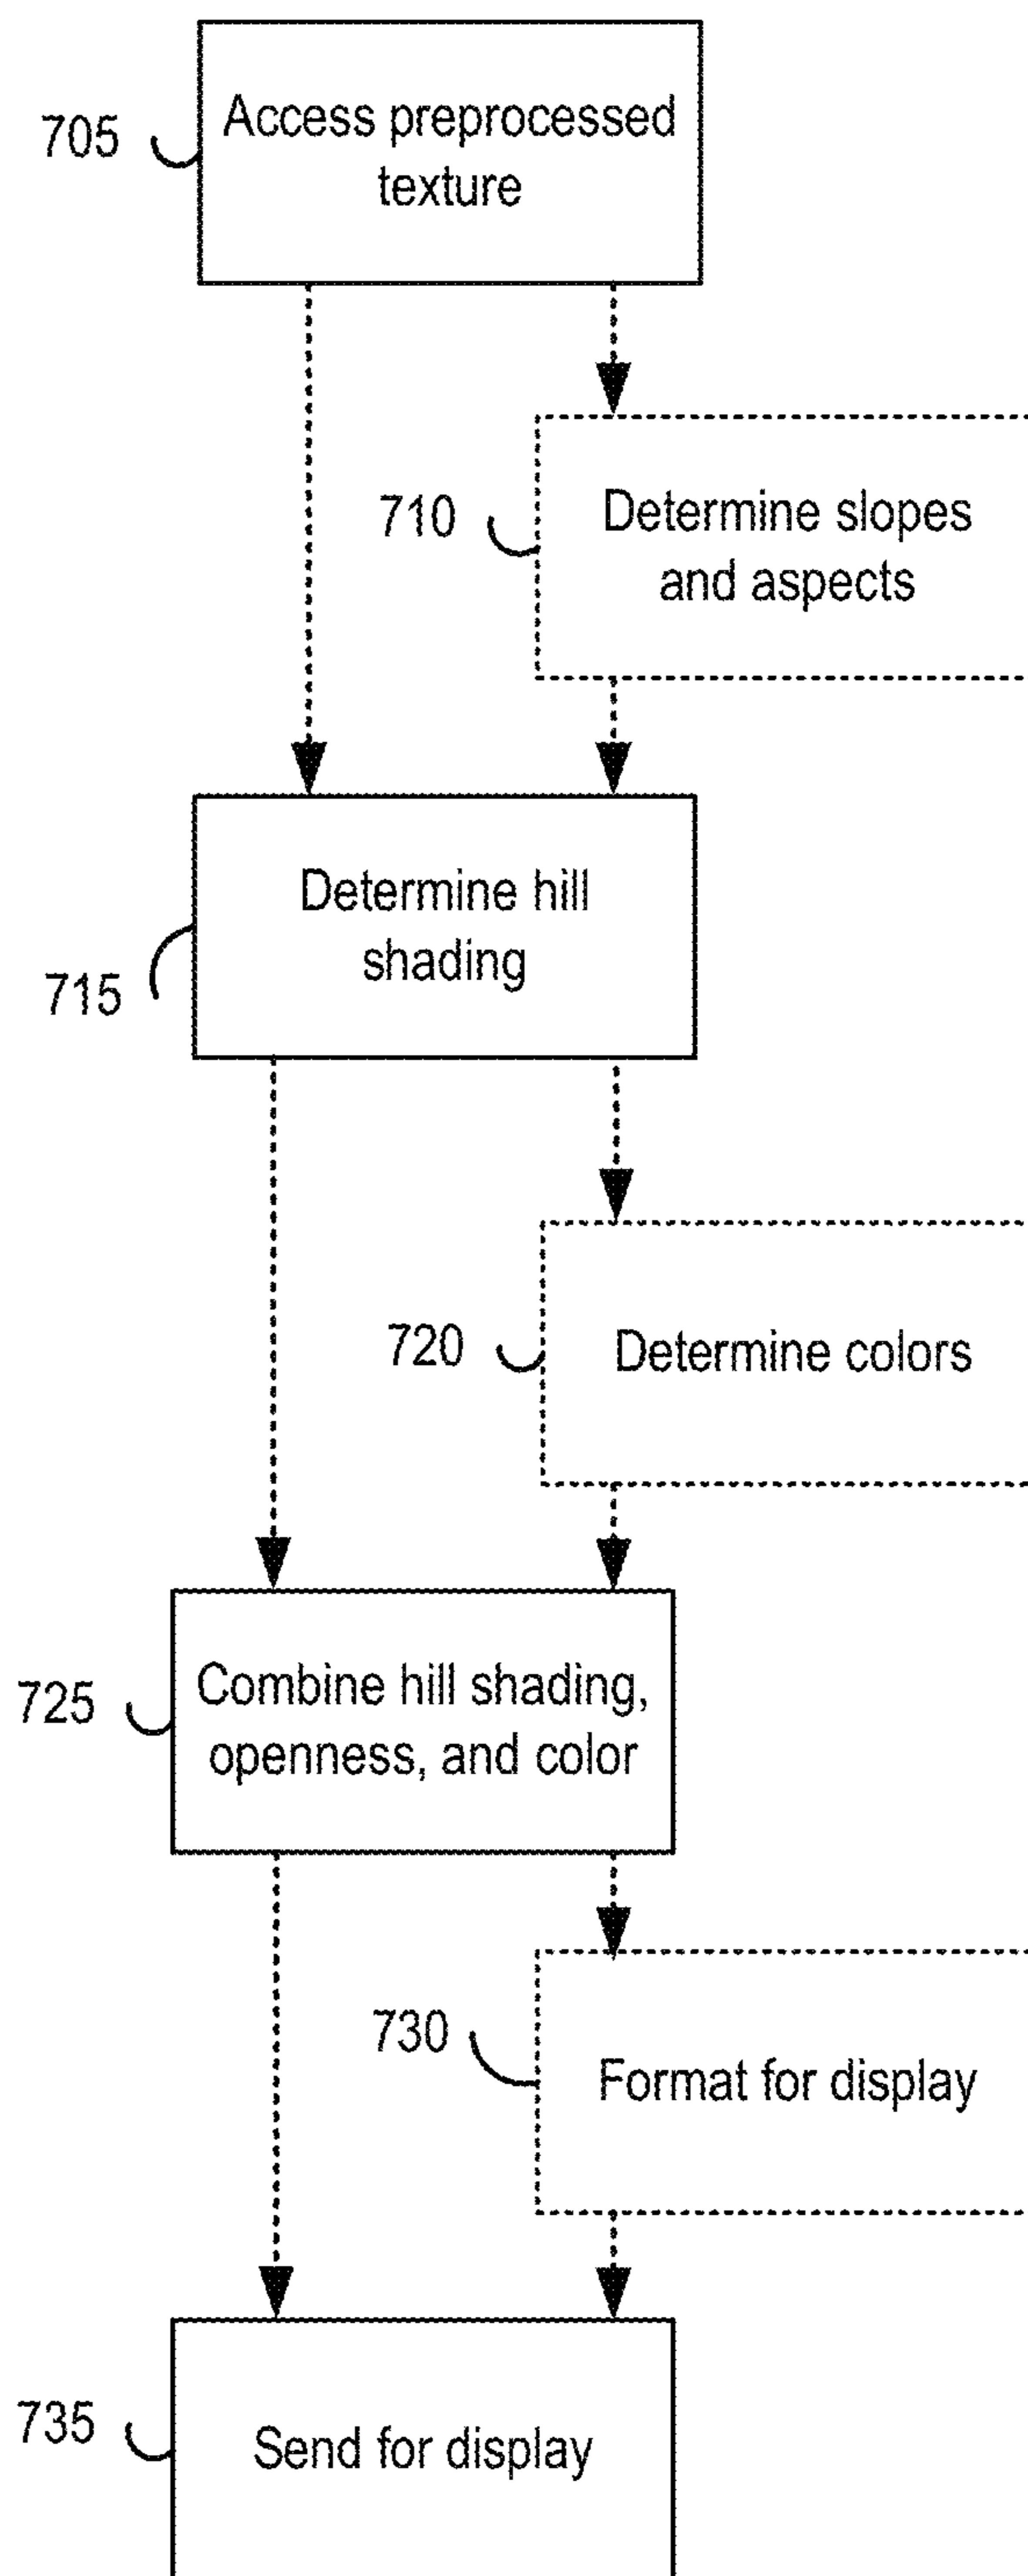 705
Access preprocessed
texture
710
Determine slopes
and aspects
715
Determine hill
shading
720
Determine colors
725
Combine hill shading,
openness, and color
730
Format for display
735
Send for display